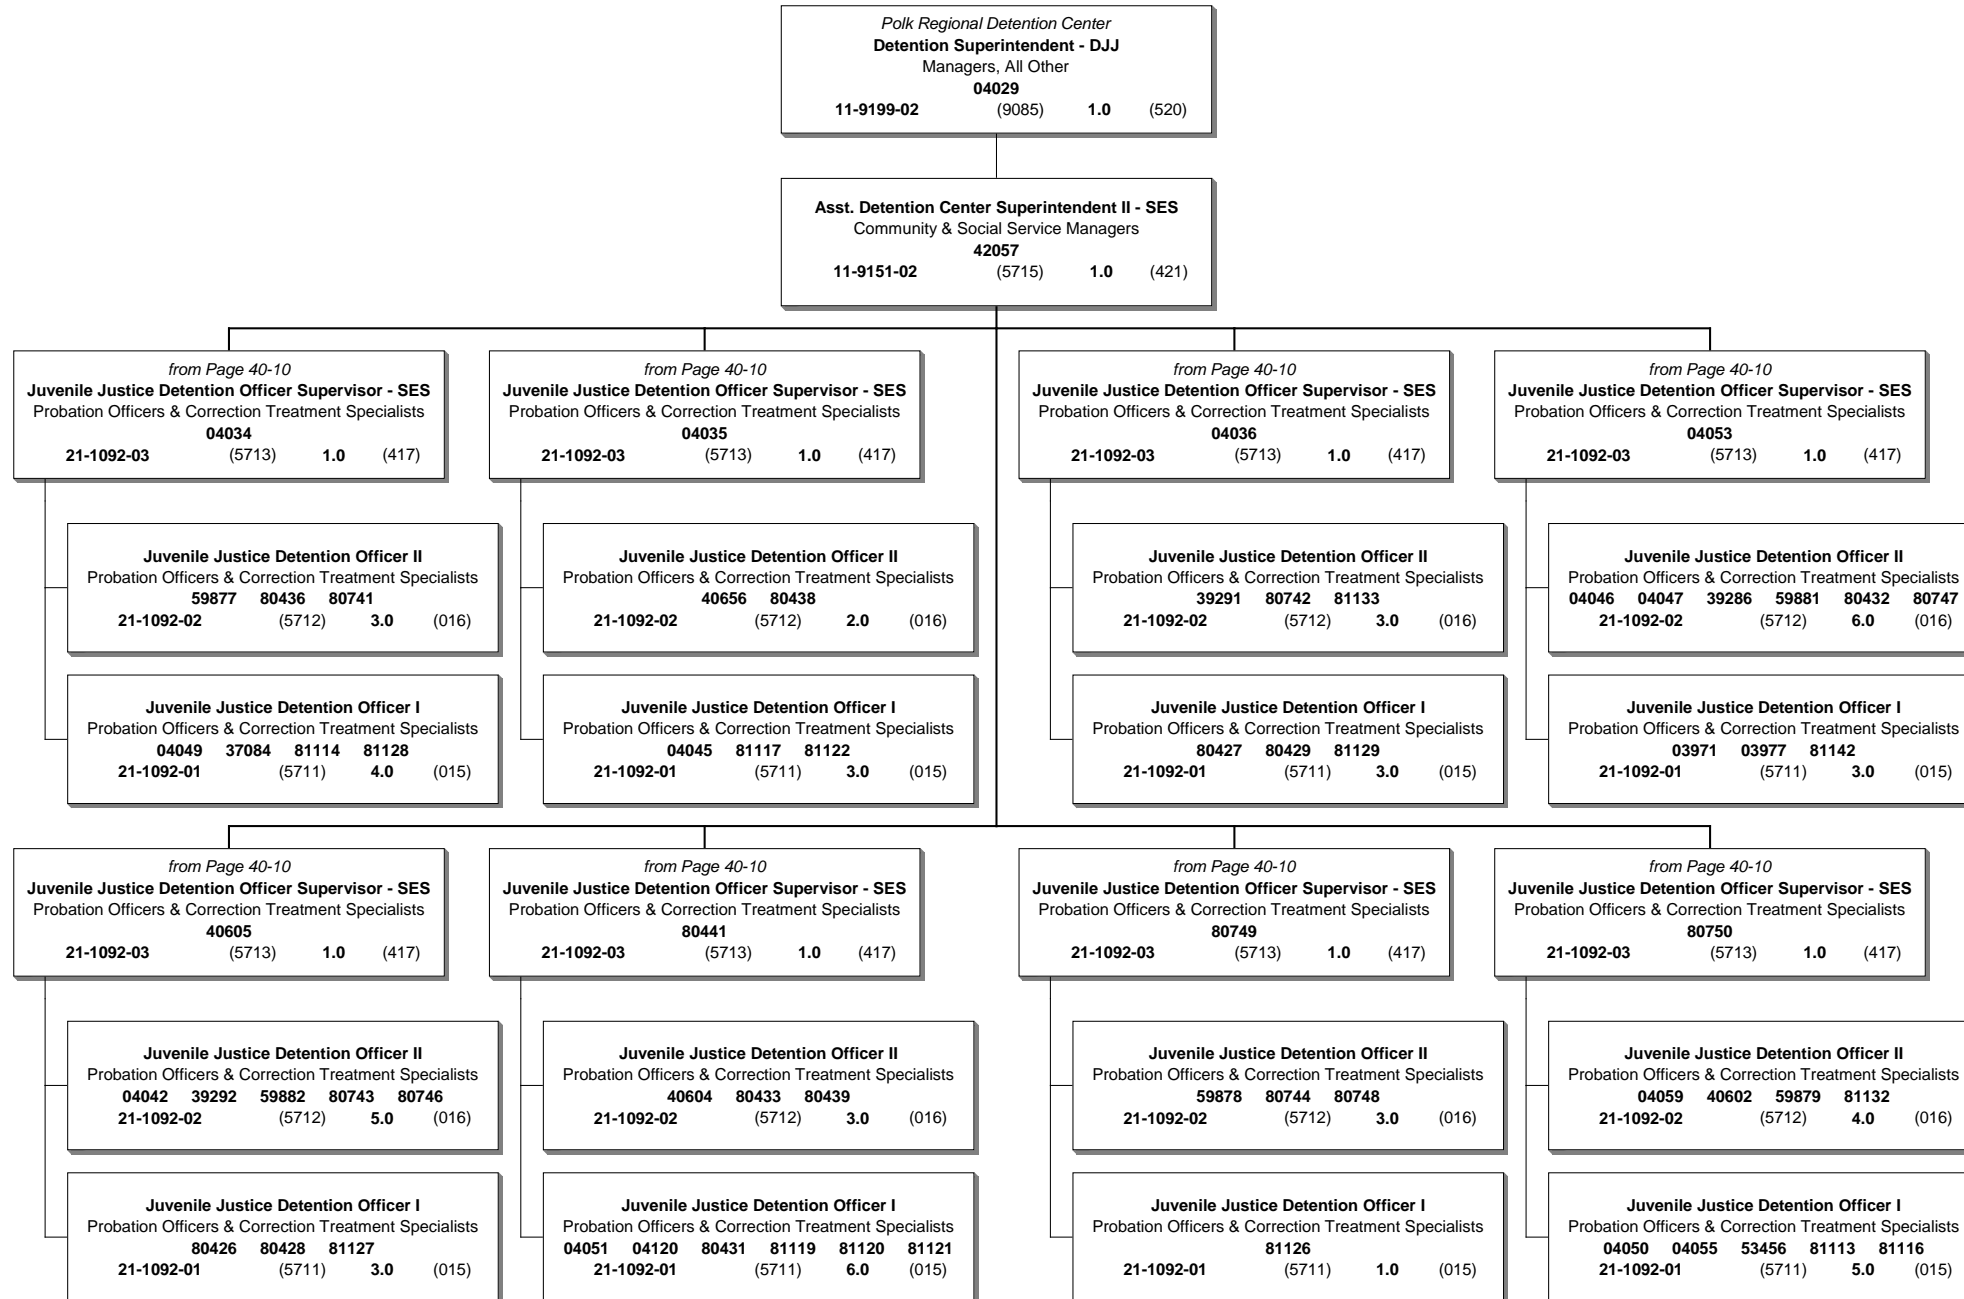 Polk Regional Detention Center
Detention Superintendent - DJJ
Managers, All Other
04029
11-9199-02 (9085) 1.0 (520)
Asst. Detention Center Superintendent II - SES
Community & Social Service Managers
42057
11-9151-02 (5715) 1.0 (421)
from Page 40-10
Juvenile Justice Detention Officer Supervisor - SES
Probation Officers & Correction Treatment Specialists
04034
21-1092-03 (5713) 1.0 (417)
Juvenile Justice Detention Officer II
Probation Officers & Correction Treatment Specialists
59877 80436 80741
21-1092-02 (5712) 3.0 (016)
Juvenile Justice Detention Officer I
Probation Officers & Correction Treatment Specialists
04049 37084 81114 81128
21-1092-01 (5711) 4.0 (015)
from Page 40-10
Juvenile Justice Detention Officer Supervisor - SES
Probation Officers & Correction Treatment Specialists
04035
21-1092-03 (5713) 1.0 (417)
Juvenile Justice Detention Officer II
Probation Officers & Correction Treatment Specialists
40656 80438
21-1092-02 (5712) 2.0 (016)
Juvenile Justice Detention Officer I
Probation Officers & Correction Treatment Specialists
04045 81117 81122
21-1092-01 (5711) 3.0 (015)
from Page 40-10
Juvenile Justice Detention Officer Supervisor - SES
Probation Officers & Correction Treatment Specialists
04036
21-1092-03 (5713) 1.0 (417)
Juvenile Justice Detention Officer II
Probation Officers & Correction Treatment Specialists
39291 80742 81133
21-1092-02 (5712) 3.0 (016)
Juvenile Justice Detention Officer I
Probation Officers & Correction Treatment Specialists
80427 80429 81129
21-1092-01 (5711) 3.0 (015)
from Page 40-10
Juvenile Justice Detention Officer Supervisor - SES
Probation Officers & Correction Treatment Specialists
04053
21-1092-03 (5713) 1.0 (417)
Juvenile Justice Detention Officer II
Probation Officers & Correction Treatment Specialists
04046 04047 39286 59881 80432 80747
21-1092-02 (5712) 6.0 (016)
Juvenile Justice Detention Officer I
Probation Officers & Correction Treatment Specialists
03971 03977 81142
21-1092-01 (5711) 3.0 (015)
from Page 40-10
Juvenile Justice Detention Officer Supervisor - SES
Probation Officers & Correction Treatment Specialists
40605
21-1092-03 (5713) 1.0 (417)
Juvenile Justice Detention Officer II
Probation Officers & Correction Treatment Specialists
04042 39292 59882 80743 80746
21-1092-02 (5712) 5.0 (016)
Juvenile Justice Detention Officer I
Probation Officers & Correction Treatment Specialists
80426 80428 81127
21-1092-01 (5711) 3.0 (015)
from Page 40-10
Juvenile Justice Detention Officer Supervisor - SES
Probation Officers & Correction Treatment Specialists
80441
21-1092-03 (5713) 1.0 (417)
Juvenile Justice Detention Officer II
Probation Officers & Correction Treatment Specialists
40604 80433 80439
21-1092-02 (5712) 3.0 (016)
Juvenile Justice Detention Officer I
Probation Officers & Correction Treatment Specialists
04051 04120 80431 81119 81120 81121
21-1092-01 (5711) 6.0 (015)
from Page 40-10
Juvenile Justice Detention Officer Supervisor - SES
Probation Officers & Correction Treatment Specialists
80749
21-1092-03 (5713) 1.0 (417)
Juvenile Justice Detention Officer II
Probation Officers & Correction Treatment Specialists
59878 80744 80748
21-1092-02 (5712) 3.0 (016)
Juvenile Justice Detention Officer I
Probation Officers & Correction Treatment Specialists
81126
21-1092-01 (5711) 1.0 (015)
from Page 40-10
Juvenile Justice Detention Officer Supervisor - SES
Probation Officers & Correction Treatment Specialists
80750
21-1092-03 (5713) 1.0 (417)
Juvenile Justice Detention Officer II
Probation Officers & Correction Treatment Specialists
04059 40602 59879 81132
21-1092-02 (5712) 4.0 (016)
Juvenile Justice Detention Officer I
Probation Officers & Correction Treatment Specialists
04050 04055 53456 81113 81116
21-1092-01 (5711) 5.0 (015)